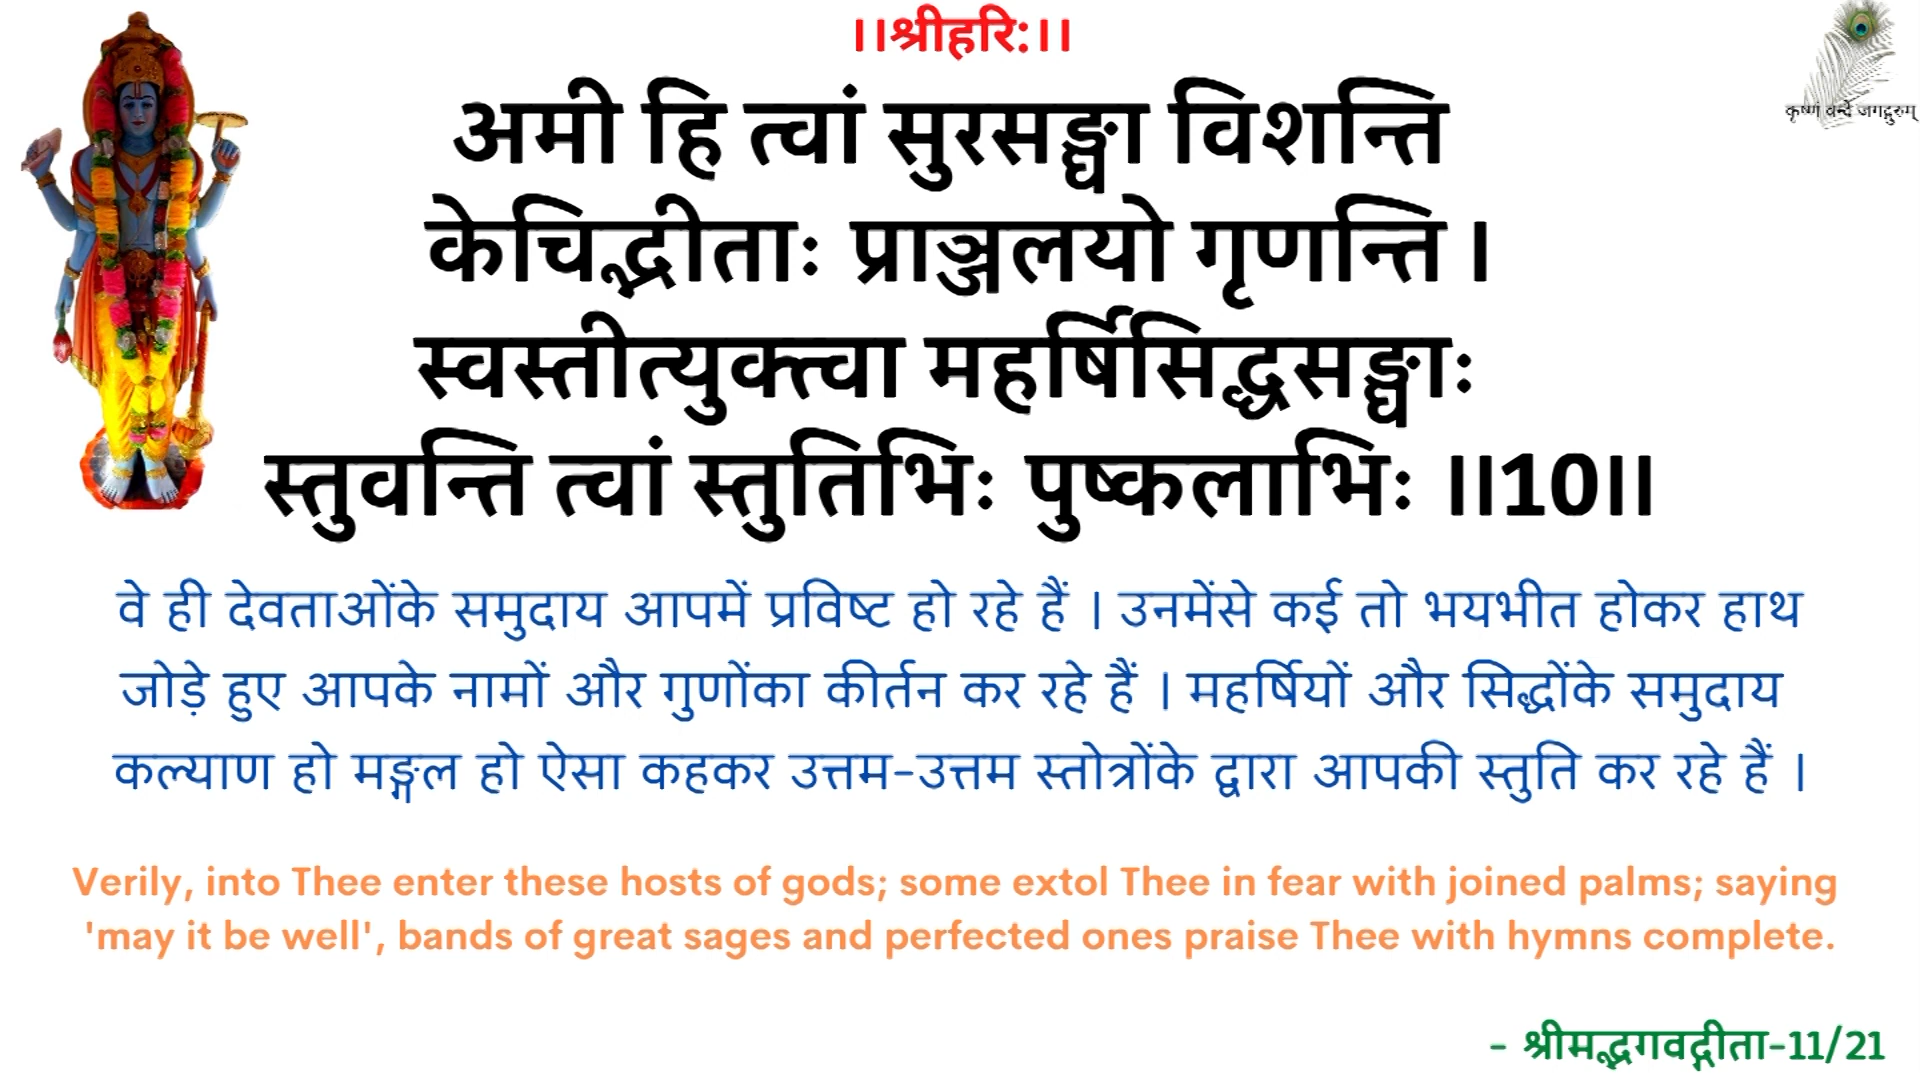 ।।श्रीहरि:।।
कृष्णं वन्दे जगद्गुरुम्
अमी हि त्वां सुरसङ्घा विशन्ति
केचिद्भीताः प्राञ्जलयो गृणन्ति ।
स्वस्तीत्युक्त्वा महर्षिसिद्धसङ्घाः
स्तुवन्ति त्वां स्तुतिभिः पुष्कलाभिः ।।10।।
वे ही देवताओंके समुदाय आपमें प्रविष्ट हो रहे हैं । उनमेंसे कई तो भयभीत होकर हाथ
जोड़े हुए आपके नामों और गुणोंका कीर्तन कर रहे हैं । महर्षियों और सिद्धोंके समुदाय
कल्याण हो मङ्गल हो ऐसा कहकर उत्तम-उत्तम स्तोत्रोंके द्वारा आपकी स्तुति कर रहे हैं ।
Verily, into Thee enter these hosts of gods; some extol Thee in fear with joined palms; saying
'may it be well', bands of great sages and perfected ones praise Thee with hymns complete.
- श्रीमद्भगवद्गीता-11/21